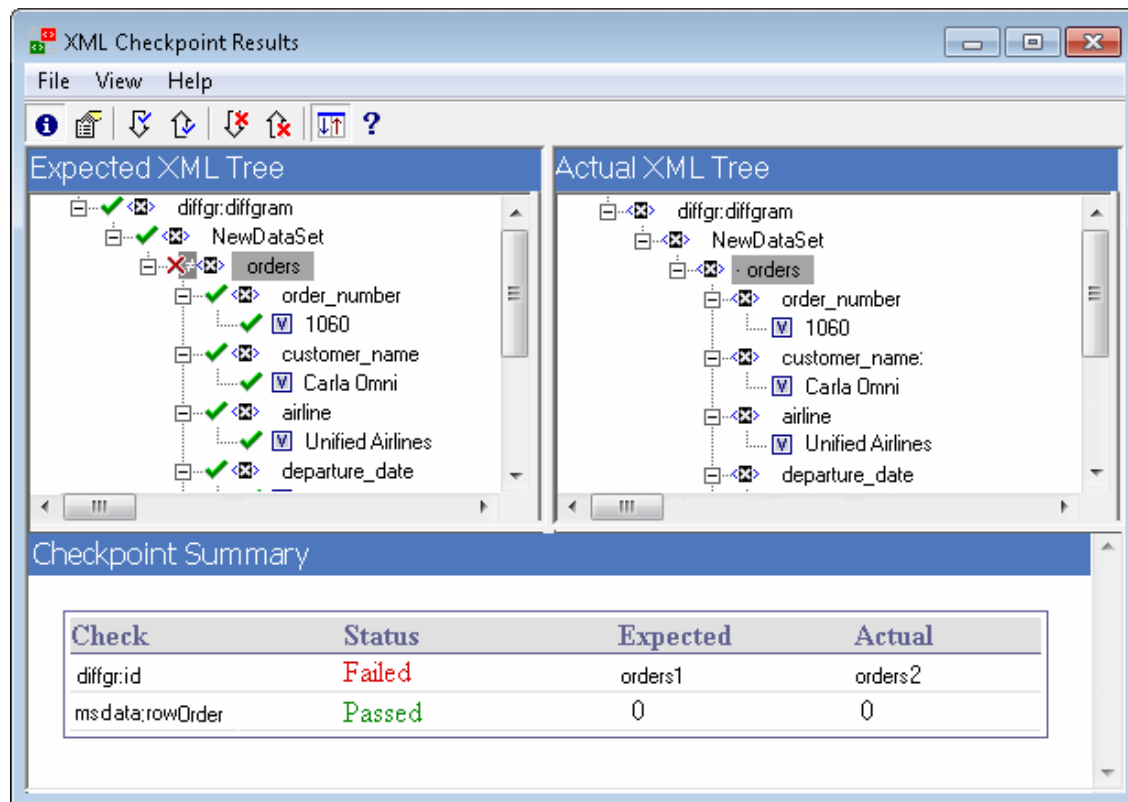 XML Checkpoint Results
File View Help
Expected XML Tree
diffgr:diffgram
NewDataSet
orders
order_number
1060
customer_name
Carla Omni
airline
Unified Airlines
departure_date
Actual XML Tree
diffgr:diffgram
NewDataSet
· orders
order_number
1060
customer_name:
Carla Omni
airline
Unified Airlines
departure_date
Checkpoint Summary
Check Status Expected Actual
diffgr:id Failed orders1 orders2
msdata:rowOrder Passed 0 0